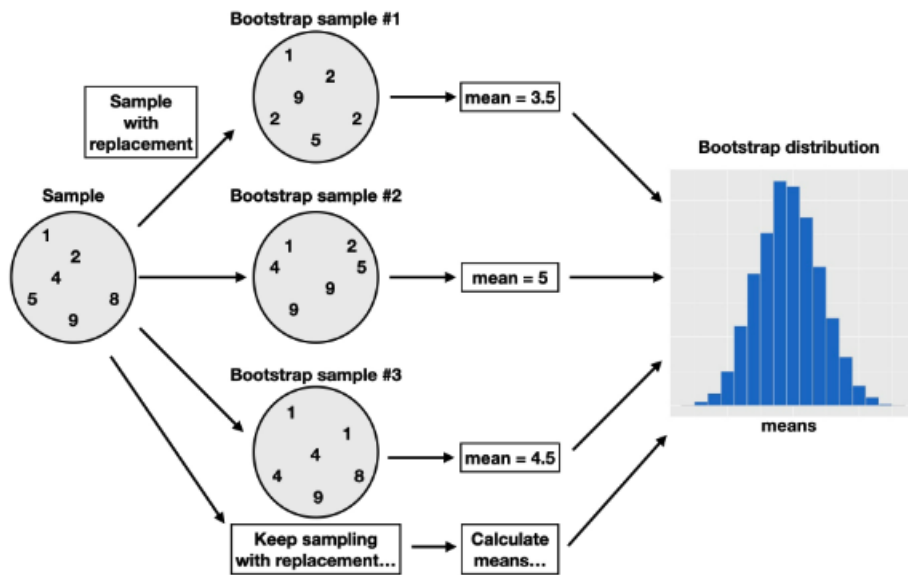 Bootstrap sample #1
1
2
9
2
2
5
mean = 3.5
Sample
with
replacement
Bootstrap distribution
Sample
1
2
4
5
8
9
Bootstrap sample #2
1
2
4
5
9
9
mean = 5
Bootstrap sample #3
1
1
4
4
8
9
mean = 4.5
means
Keep sampling
with replacement...
Calculate
means...